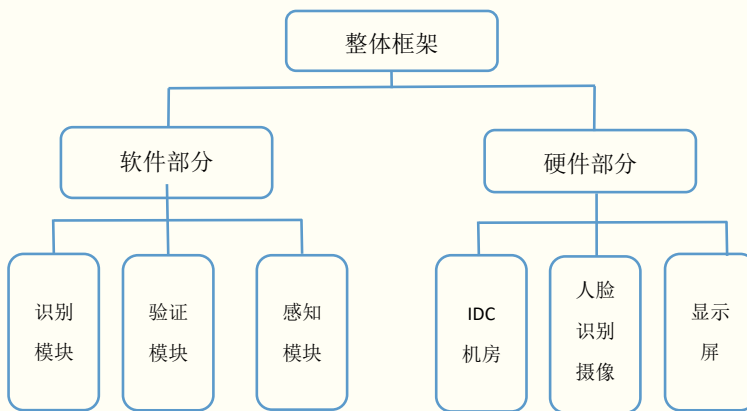 整体框架
软件部分
硬件部分
识别
模块
验证
模块
感知
模块
IDC
机房
人脸
识别
摄像
显示
屏